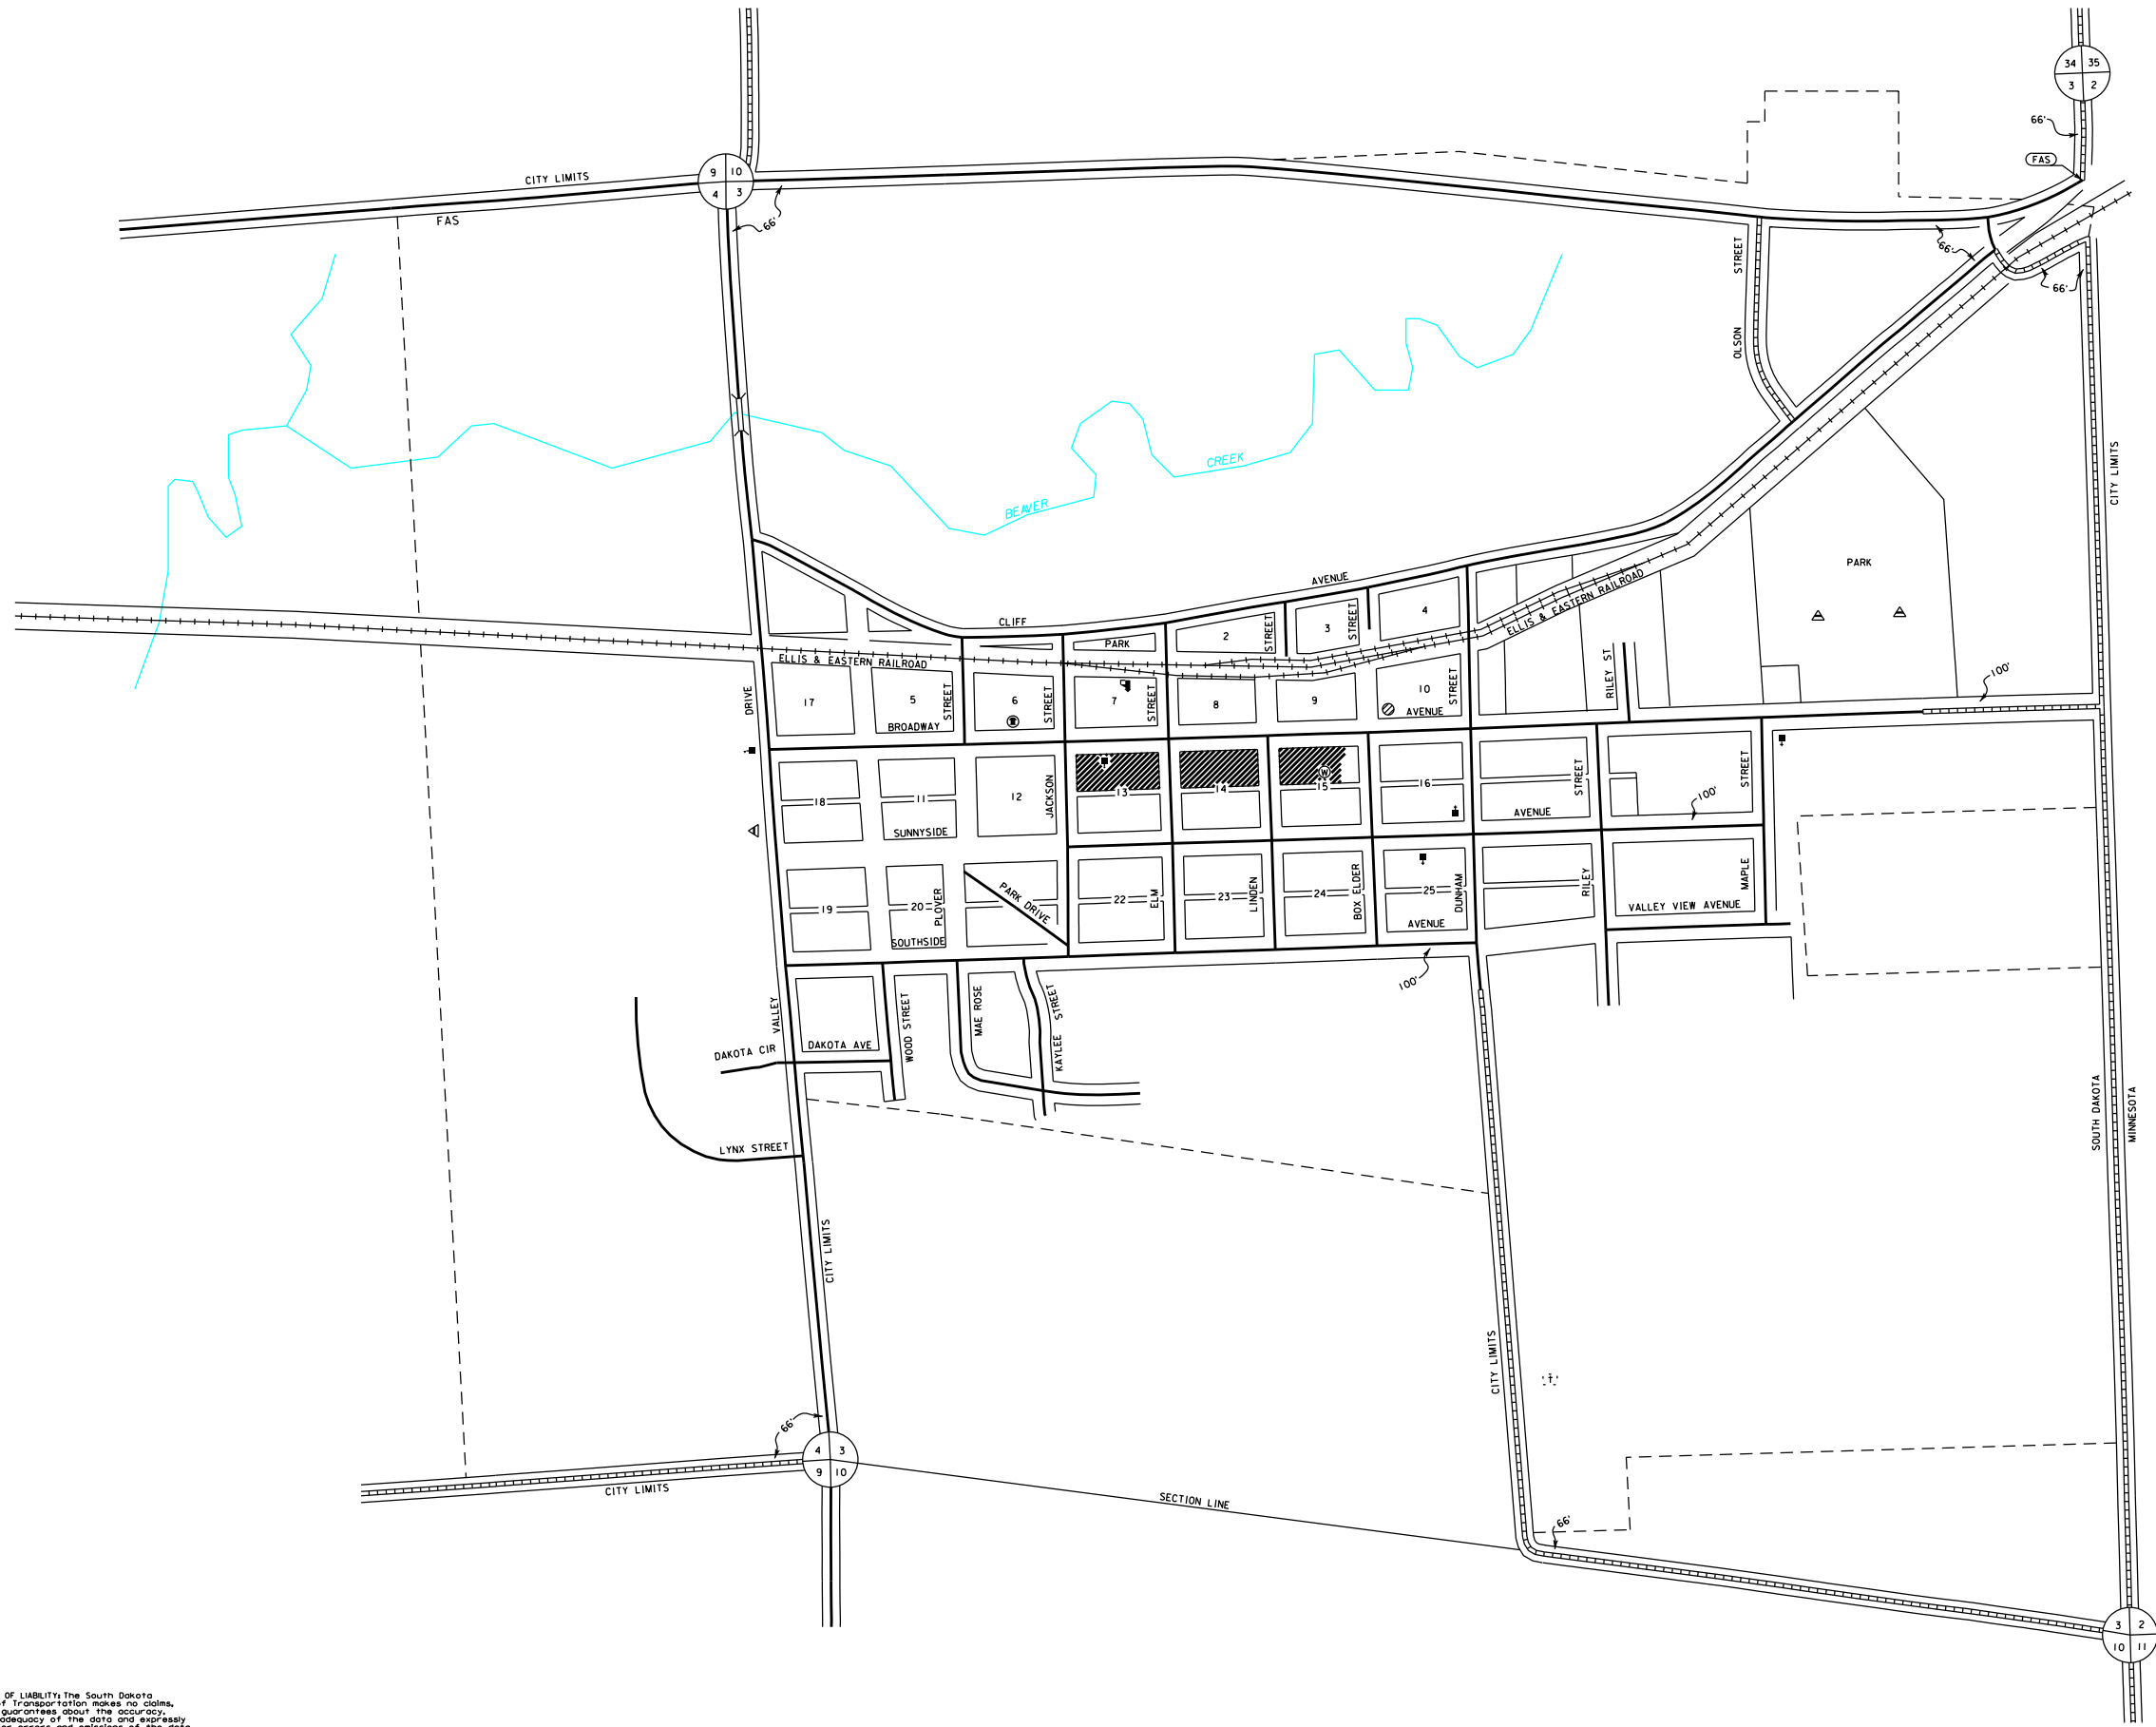 34 35
3 2
66'
FAS
9 10
4 3
CITY LIMITS
FAS
66'
STREET
OLSON
66'
66'
CITY LIMITS
CREEK
BEAVER
PARK
AVENUE
CLIFF
ELLIS & EASTERN RAILROAD
ELLIS & EASTERN RAILROAD
PARK
2
STREET
3
STREET
4
DRIVE
17
5
STREET
BROADWAY
6
STREET
7
STREET
8
9
10
STREET
AVENUE
RILEY ST
100'
18
11
12
JACKSON
13
14
15
W
16
STREET
AVENUE
STREET
100'
SUNNYSIDE
19
20
PLOVER
SOUTHSIDE
PARK DRIVE
22
ELM
23
LINDEN
24
BOX ELDER
25
DUNHAM
AVENUE
RILEY
MAPLE
VALLEY VIEW AVENUE
100'
VALLEY
DAKOTA CIR
DAKOTA AVE
WOOD STREET
MAE ROSE
KAYLEE STREET
LYNX STREET
CITY LIMITS
SOUTH DAKOTA
MINNESOTA
CITY LIMITS
66'
4 3
9 10
CITY LIMITS
SECTION LINE
66'
3 2
10 11
OF LIABILITY: The South Dakota
of Transportation makes no claims,
guarantees about the accuracy,
adequacy of the data and expressly
errors and omissions of the data